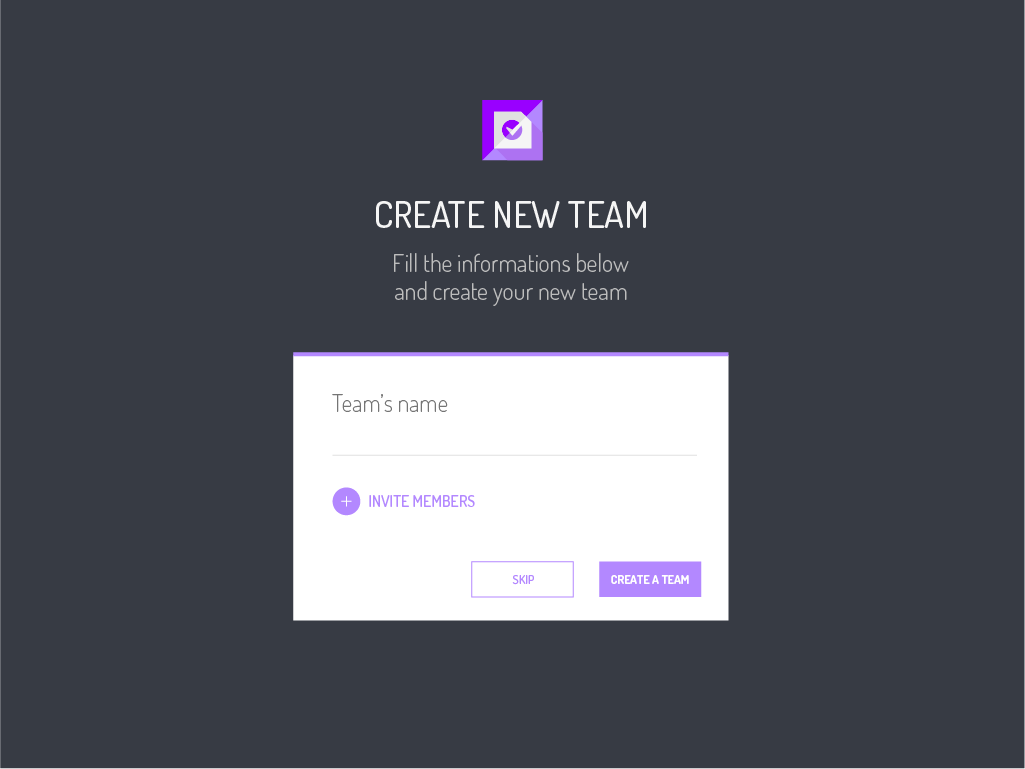 CREATE NEW TEAM
Fill the informations below
and create your new team
Team's name
INVITE MEMBERS
SKIP
CREATE A TEAM